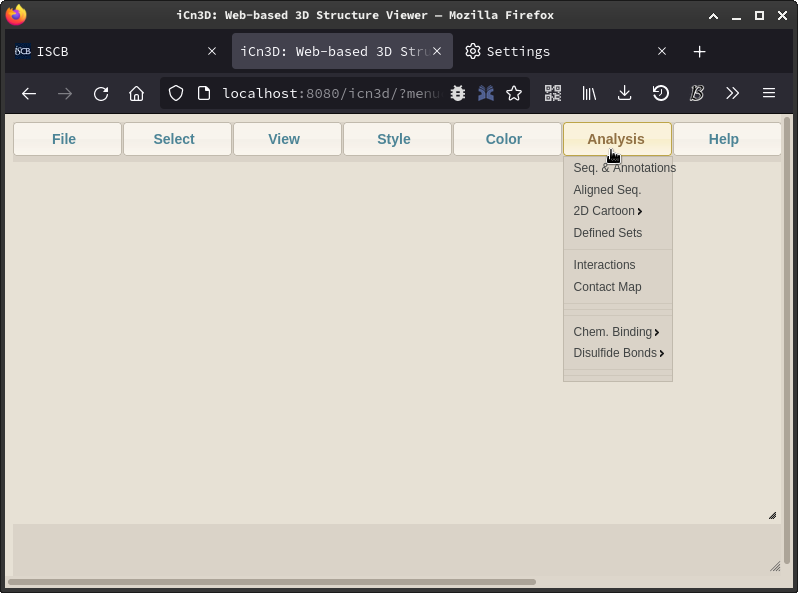 iCn3D: Web-based 3D Structure Viewer — Mozilla Firefox
ISCB
iCn3D: Web-based 3D Stru
Settings
localhost:8080/icn3d/?menu
File Select View Style Color Analysis Help
Seq. & Annotations
Aligned Seq.
2D Cartoon
Defined Sets
Interactions
Contact Map
Chem. Binding
Disulfide Bonds